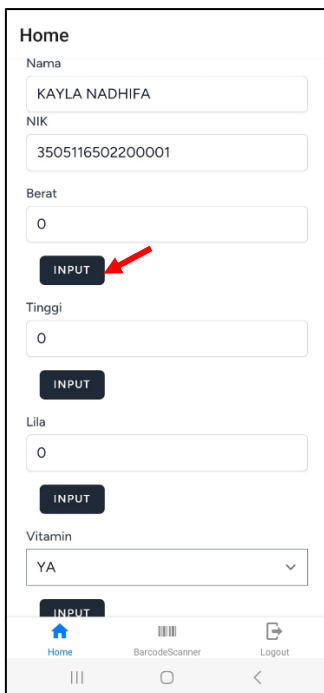 Home
Nama
KAYLA NADHIFA
NIK
3505116502200001
Berat
0
INPUT
Tinggi
0
INPUT
Lila
0
INPUT
Vitamin
YA
INPUT
Home BarcodeScanner Logout